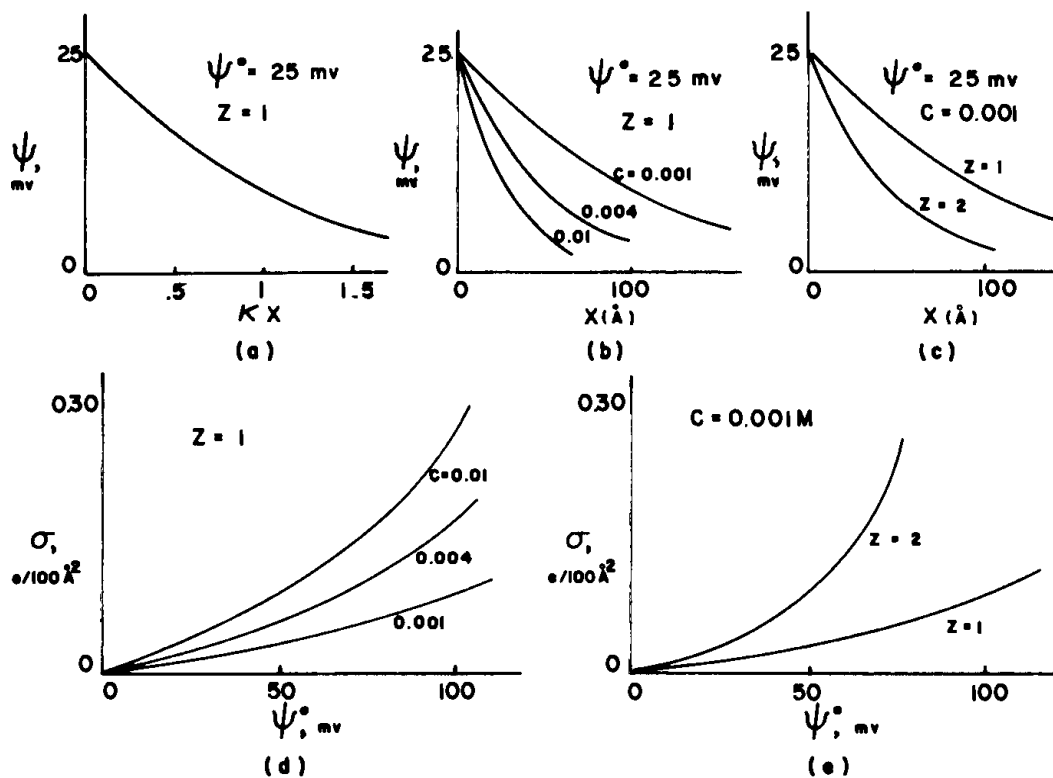 25
ψ° = 25 mv
Z = 1
ψ,
mv
0
0 .5 1 1.5
κ X
(a)
25
ψ° = 25 mv
Z = 1
ψ,
mv
C = 0.001
0.004
0.01
0
0 100
X(Å)
(b)
25
ψ° = 25 mv
C = 0.001
ψ,
mv
Z = 1
Z = 2
0
0 100
X (Å)
(c)
0.30
Z = 1
C=0.01
σ,
e/100 Å²
0.004
0.001
0
0 50 100
ψ°, mv
(d)
0.30
C = 0.001M
σ,
e/100 Å²
Z = 2
Z = 1
0
0 50 100
ψ°, mv
(e)